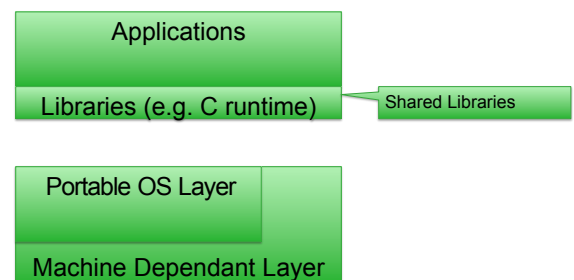 Applications
Libraries (e.g. C runtime)
Shared Libraries
Portable OS Layer
Machine Dependant Layer